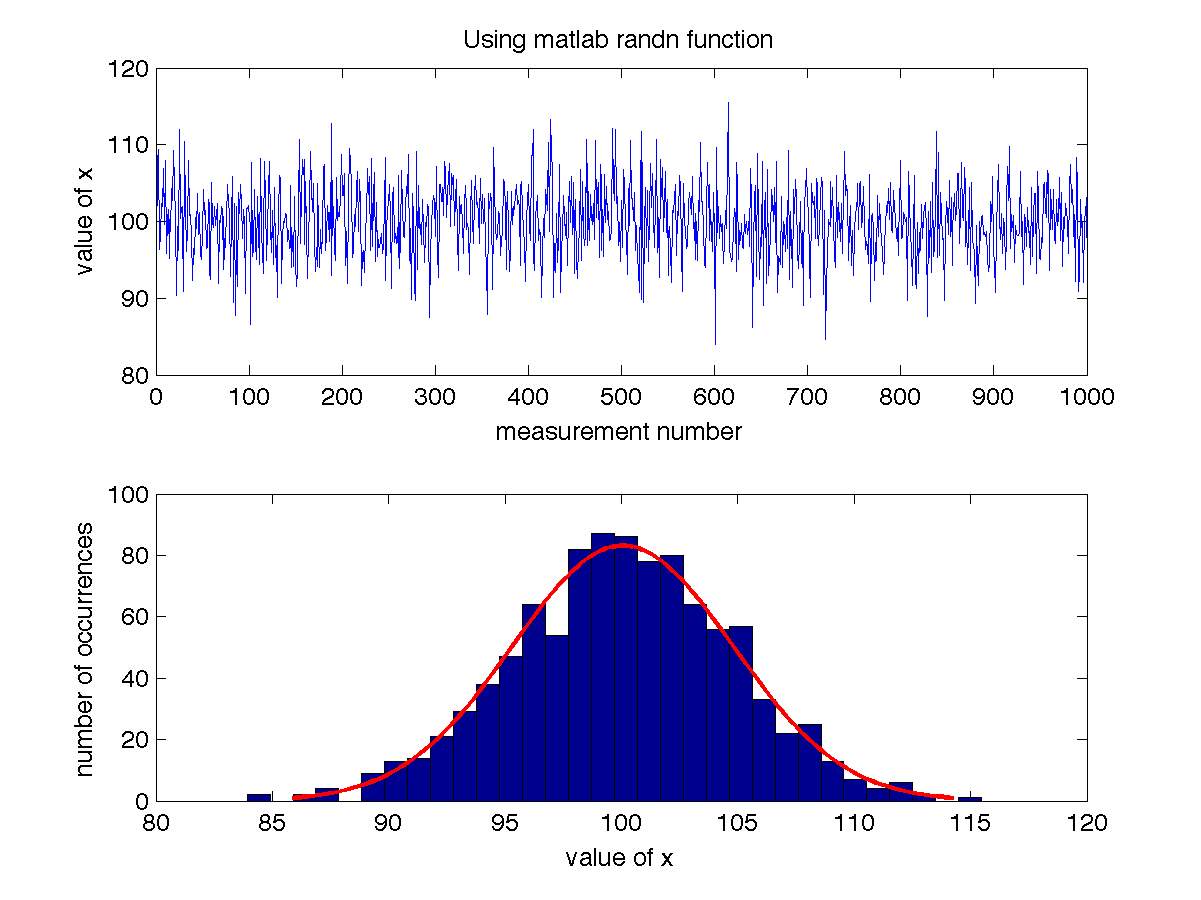 Using matlab randn function
120
110
100
90
80
value of x
0 100 200 300 400 500 600 700 800 900 1000
measurement number
100
80
60
40
20
0
number of occurrences
80 85 90 95 100 105 110 115 120
value of x